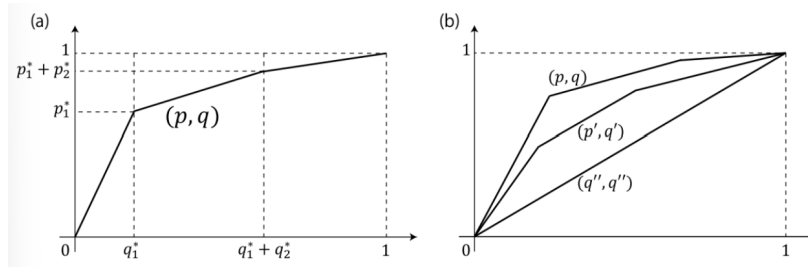 (a)
1
p₁* + p₂*
p₁*
(p, q)
0
q₁*
q₁* + q₂*
1
(b)
1
(p, q)
(p′, q′)
(q′′, q′′)
0
1